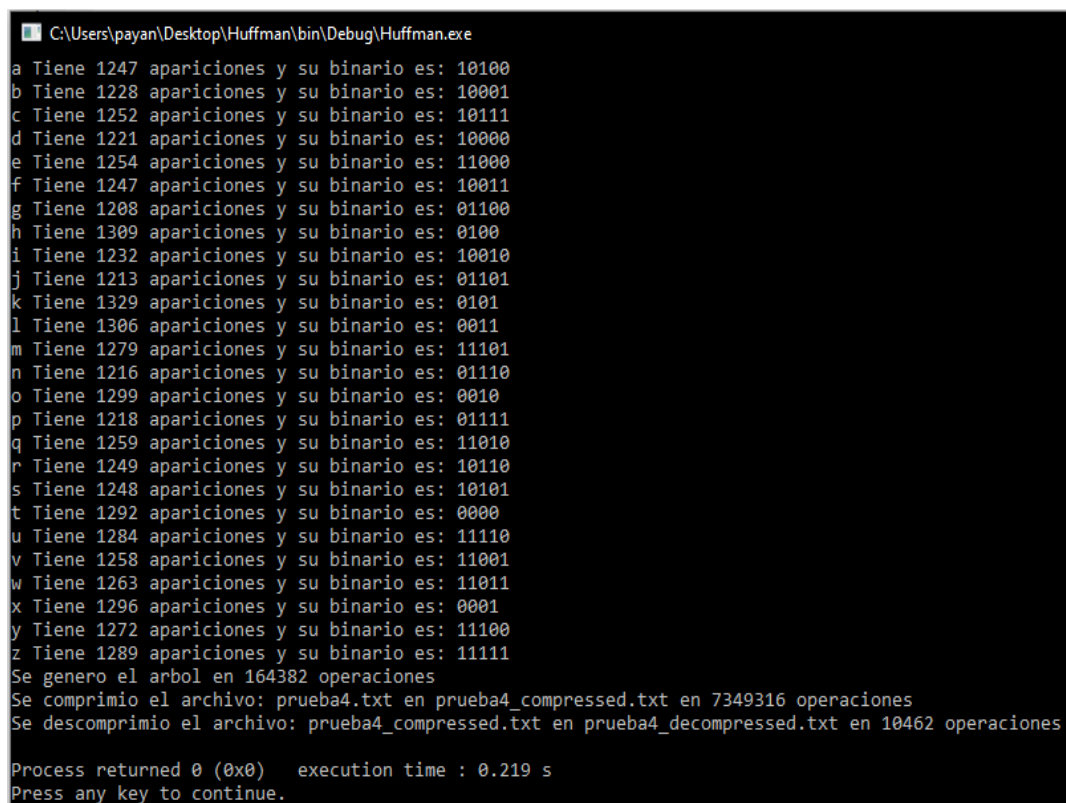 C:\Users\payan\Desktop\Huffman\bin\Debug\Huffman.exe
a Tiene 1247 apariciones y su binario es: 10100
b Tiene 1228 apariciones y su binario es: 10001
c Tiene 1252 apariciones y su binario es: 10111
d Tiene 1221 apariciones y su binario es: 10000
e Tiene 1254 apariciones y su binario es: 11000
f Tiene 1247 apariciones y su binario es: 10011
g Tiene 1208 apariciones y su binario es: 01100
h Tiene 1309 apariciones y su binario es: 0100
i Tiene 1232 apariciones y su binario es: 10010
j Tiene 1213 apariciones y su binario es: 01101
k Tiene 1329 apariciones y su binario es: 0101
l Tiene 1306 apariciones y su binario es: 0011
m Tiene 1279 apariciones y su binario es: 11101
n Tiene 1216 apariciones y su binario es: 01110
o Tiene 1299 apariciones y su binario es: 0010
p Tiene 1218 apariciones y su binario es: 01111
q Tiene 1259 apariciones y su binario es: 11010
r Tiene 1249 apariciones y su binario es: 10110
s Tiene 1248 apariciones y su binario es: 10101
t Tiene 1292 apariciones y su binario es: 0000
u Tiene 1284 apariciones y su binario es: 11110
v Tiene 1258 apariciones y su binario es: 11001
w Tiene 1263 apariciones y su binario es: 11011
x Tiene 1296 apariciones y su binario es: 0001
y Tiene 1272 apariciones y su binario es: 11100
z Tiene 1289 apariciones y su binario es: 11111
Se genero el arbol en 164382 operaciones
Se comprimio el archivo: prueba4.txt en prueba4_compressed.txt en 7349316 operaciones
Se descomprimio el archivo: prueba4_compressed.txt en prueba4_decompressed.txt en 10462 operaciones
Process returned 0 (0x0)   execution time : 0.219 s
Press any key to continue.